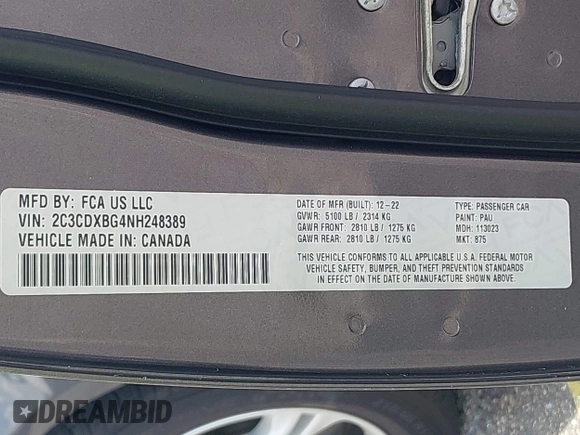 MFD BY: FCA US LLC
VIN: 2C3CDXBG4NH248389
VEHICLE MADE IN: CANADA
DATE OF MFR (BUILT): 12-22
GVWR: 5100 LB / 2314 KG
GAWR FRONT: 2810 LB / 1275 KG
GAWR REAR: 2810 LB / 1275 KG
TYPE: PASSENGER CAR
PAINT: PAU
MDH: 113023
MKT: 875
THIS VEHICLE CONFORMS TO ALL APPLICABLE U.S.A. FEDERAL MOTOR
VEHICLE SAFETY, BUMPER, AND THEFT PREVENTION STANDARDS
IN EFFECT ON THE DATE OF MANUFACTURE SHOWN ABOVE.
DREAMBID